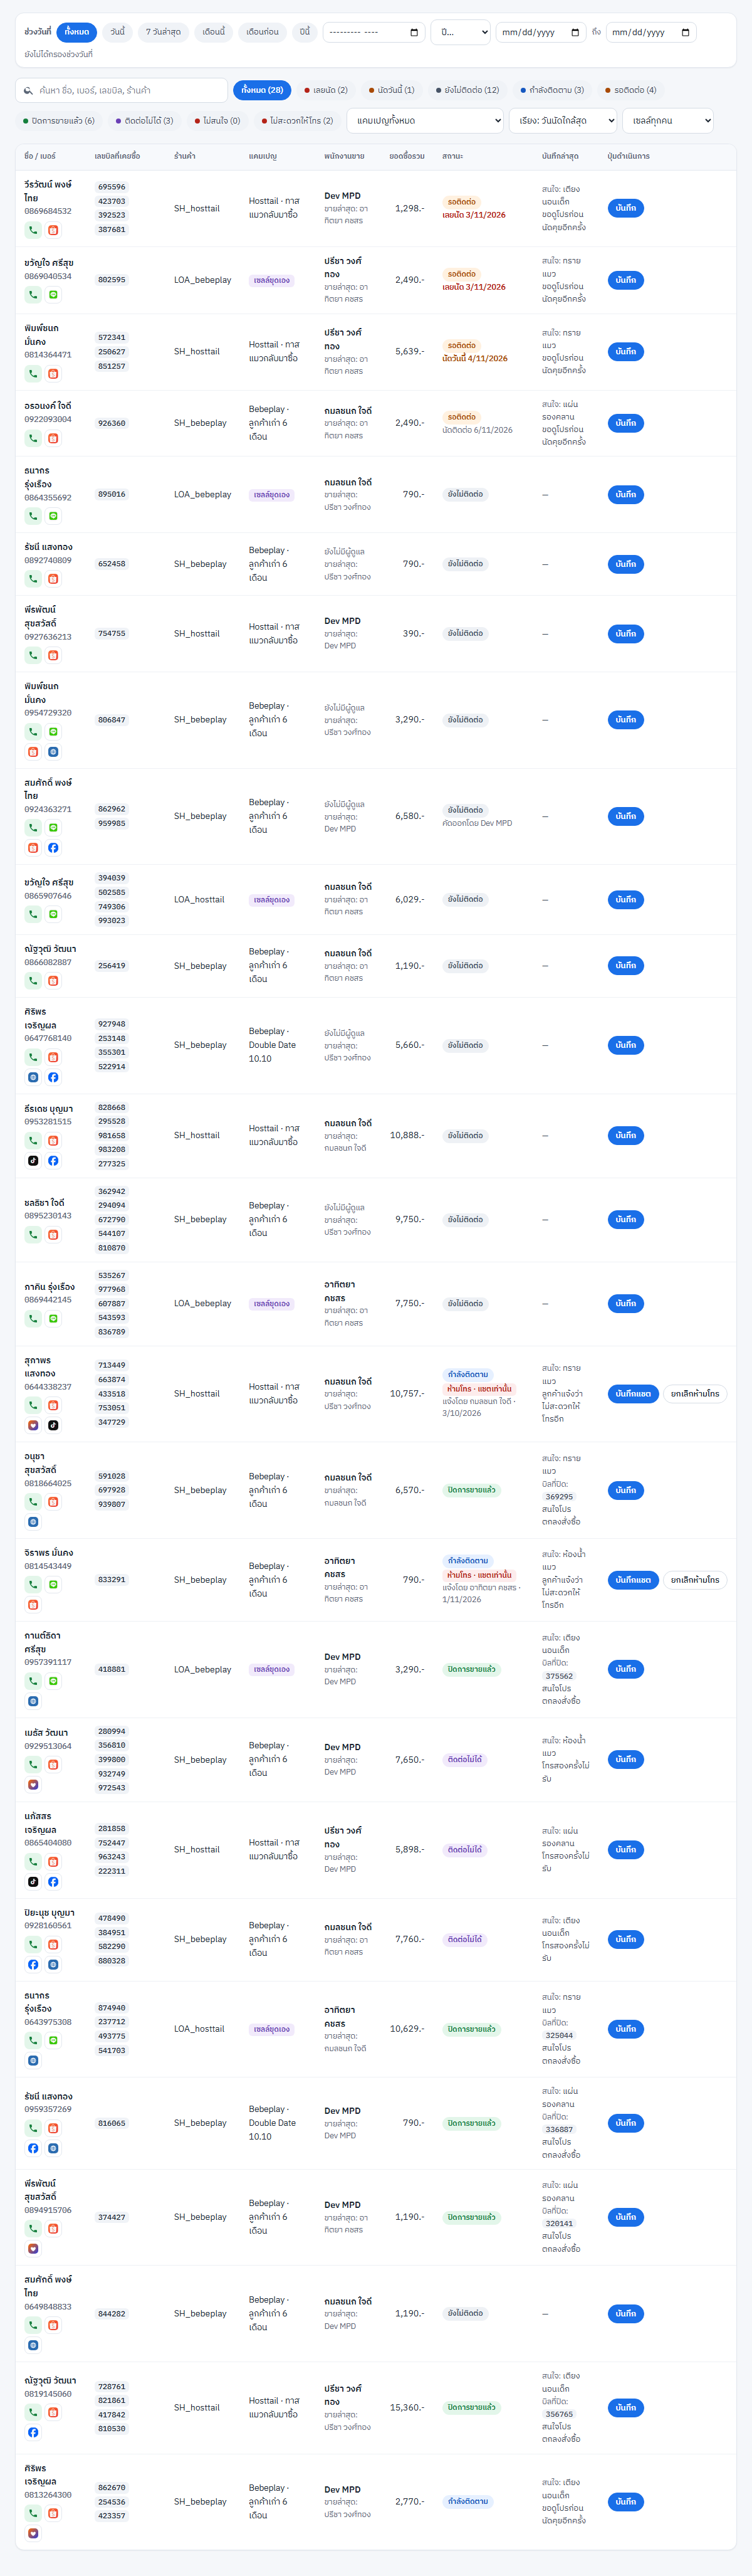 ช่วงวันที่ ทั้งหมด วันนี้ 7 วันล่าสุด เดือนนี้ เดือนก่อน ปีนี้ --------- ---- ปี... mm/dd/yyyy ถึง mm/dd/yyyy
ยังไม่ได้กรองช่วงวันที่
ค้นหา ชื่อ, เบอร์, เลขบิล, ร้านค้า ทั้งหมด (28) เลยนัด (2) นัดวันนี้ (1) ยังไม่ติดต่อ (12) กำลังติดตาม (3) รอติดต่อ (4)
ปิดการขายแล้ว (6) ติดต่อไม่ได้ (3) ไม่สนใจ (0) ไม่สะดวกให้โทร (2) แคมเปญทั้งหมด เรียง: วันนัดใกล้สุด เซลล์ทุกคน
ชื่อ / เบอร์ เลขบิลที่เคยซื้อ ร้านค้า แคมเปญ พนักงานขาย ยอดซื้อรวม สถานะ บันทึกล่าสุด ปุ่มดำเนินการ
วีรวัฒน์ พงษ์
ไทย
0869684532
695596
423703
392523
387681
SH_hosttail
Hosttail · ทาส
แมวกลับมาซื้อ
Dev MPD
ขายล่าสุด: อา
ทิตยา คชสร
1,298.-
รอติดต่อ
เลยนัด 3/11/2026
สนใจ: เตียง
นอนเด็ก
ขอดูโปรก่อน
นัดคุยอีกครั้ง
บันทึก
ขวัญใจ ศรีสุข
0869040534
802595
LOA_bebeplay
เซลล์ขุดเอง
ปรีชา วงศ์
ทอง
ขายล่าสุด: อา
ทิตยา คชสร
2,490.-
รอติดต่อ
เลยนัด 3/11/2026
สนใจ: ทราย
แมว
ขอดูโปรก่อน
นัดคุยอีกครั้ง
บันทึก
พิมพ์ชนก
มั่นคง
0814364471
572341
250627
851257
SH_hosttail
Hosttail · ทาส
แมวกลับมาซื้อ
ปรีชา วงศ์
ทอง
ขายล่าสุด: อา
ทิตยา คชสร
5,639.-
รอติดต่อ
นัดวันนี้ 4/11/2026
สนใจ: ทราย
แมว
ขอดูโปรก่อน
นัดคุยอีกครั้ง
บันทึก
อรอนงค์ ใจดี
0922093004
926360
SH_bebeplay
Bebeplay ·
ลูกค้าเก่า 6
เดือน
กมลชนก ใจดี
ขายล่าสุด: อา
ทิตยา คชสร
2,490.-
รอติดต่อ
นัดติดต่อ 6/11/2026
สนใจ: แผ่น
รองคลาน
ขอดูโปรก่อน
นัดคุยอีกครั้ง
บันทึก
ธนากร
รุ่งเรือง
0864355692
895016
LOA_bebeplay
เซลล์ขุดเอง
กมลชนก ใจดี
ขายล่าสุด:
ปรีชา วงศ์ทอง
790.-
ยังไม่ติดต่อ
—
บันทึก
รัชนี แสงทอง
0892740809
652458
SH_bebeplay
Bebeplay ·
ลูกค้าเก่า 6
เดือน
ยังไม่มีผู้ดูแล
ขายล่าสุด:
ปรีชา วงศ์ทอง
790.-
ยังไม่ติดต่อ
—
บันทึก
พีรพัฒน์
สุขสวัสดิ์
0927636213
754755
SH_hosttail
Hosttail · ทาส
แมวกลับมาซื้อ
Dev MPD
ขายล่าสุด:
Dev MPD
390.-
ยังไม่ติดต่อ
—
บันทึก
พิมพ์ชนก
มั่นคง
0954729320
806847
SH_bebeplay
Bebeplay ·
ลูกค้าเก่า 6
เดือน
ยังไม่มีผู้ดูแล
ขายล่าสุด:
ปรีชา วงศ์ทอง
3,290.-
ยังไม่ติดต่อ
—
บันทึก
สมศักดิ์ พงษ์
ไทย
0924363271
862962
959985
SH_bebeplay
Bebeplay ·
ลูกค้าเก่า 6
เดือน
ยังไม่มีผู้ดูแล
ขายล่าสุด:
Dev MPD
6,580.-
ยังไม่ติดต่อ
คัดออกโดย Dev MPD
—
บันทึก
ขวัญใจ ศรีสุข
0865907646
394039
502585
749306
993023
LOA_hosttail
เซลล์ขุดเอง
กมลชนก ใจดี
ขายล่าสุด: อา
ทิตยา คชสร
6,029.-
ยังไม่ติดต่อ
—
บันทึก
ณัฐวุฒิ วัฒนา
0866082887
256419
SH_bebeplay
Bebeplay ·
ลูกค้าเก่า 6
เดือน
กมลชนก ใจดี
ขายล่าสุด: อา
ทิตยา คชสร
1,190.-
ยังไม่ติดต่อ
—
บันทึก
ศิริพร
เจริญผล
0647768140
927948
253148
355301
522914
SH_bebeplay
Bebeplay ·
Double Date
10.10
ยังไม่มีผู้ดูแล
ขายล่าสุด:
ปรีชา วงศ์ทอง
5,660.-
ยังไม่ติดต่อ
—
บันทึก
ธีรเดช บุญมา
0953281515
828668
295528
981658
983208
277325
SH_hosttail
Hosttail · ทาส
แมวกลับมาซื้อ
กมลชนก ใจดี
ขายล่าสุด:
กมลชนก ใจดี
10,888.-
ยังไม่ติดต่อ
—
บันทึก
ชลธิชา ใจดี
0895230143
362942
294094
672790
544107
810870
SH_bebeplay
Bebeplay ·
ลูกค้าเก่า 6
เดือน
ยังไม่มีผู้ดูแล
ขายล่าสุด:
ปรีชา วงศ์ทอง
9,750.-
ยังไม่ติดต่อ
—
บันทึก
ภาคิน รุ่งเรือง
0869442145
535267
977968
607887
543593
836789
LOA_bebeplay
เซลล์ขุดเอง
อาทิตยา
คชสร
ขายล่าสุด: อา
ทิตยา คชสร
7,750.-
ยังไม่ติดต่อ
—
บันทึก
สุภาพร
แสงทอง
0644338237
713449
663874
433518
753051
347729
SH_hosttail
Hosttail · ทาส
แมวกลับมาซื้อ
กมลชนก ใจดี
ขายล่าสุด:
ปรีชา วงศ์ทอง
10,757.-
กำลังติดตาม
ห้ามโทร · แชตเท่านั้น
แจ้งโดย กมลชนก ใจดี ·
3/10/2026
สนใจ: ทราย
แมว
ลูกค้าแจ้งว่า
ไม่สะดวกให้
โทรอีก
บันทึกแชต ยกเลิกห้ามโทร
อนุชา
สุขสวัสดิ์
0818664025
591028
697928
939807
SH_bebeplay
Bebeplay ·
ลูกค้าเก่า 6
เดือน
กมลชนก ใจดี
ขายล่าสุด:
กมลชนก ใจดี
6,570.-
ปิดการขายแล้ว
สนใจ: ทราย
แมว
บิลที่ปิด:
369295
สนใจโปร
ตกลงสั่งซื้อ
บันทึก
จิราพร มั่นคง
0814543449
833291
SH_bebeplay
Bebeplay ·
ลูกค้าเก่า 6
เดือน
อาทิตยา
คชสร
ขายล่าสุด: อา
ทิตยา คชสร
790.-
กำลังติดตาม
ห้ามโทร · แชตเท่านั้น
แจ้งโดย อาทิตยา คชสร ·
1/11/2026
สนใจ: ห้องน้ำ
แมว
ลูกค้าแจ้งว่า
ไม่สะดวกให้
โทรอีก
บันทึกแชต ยกเลิกห้ามโทร
กานต์ธิดา
ศรีสุข
0957391117
418881
LOA_bebeplay
เซลล์ขุดเอง
Dev MPD
ขายล่าสุด:
Dev MPD
3,290.-
ปิดการขายแล้ว
สนใจ: เตียง
นอนเด็ก
บิลที่ปิด:
375562
สนใจโปร
ตกลงสั่งซื้อ
บันทึก
เมธัส วัฒนา
0929513064
280994
356810
399800
932749
972543
SH_bebeplay
Bebeplay ·
ลูกค้าเก่า 6
เดือน
Dev MPD
ขายล่าสุด:
Dev MPD
7,650.-
ติดต่อไม่ได้
สนใจ: ห้องน้ำ
แมว
โทรสองครั้งไม่
รับ
บันทึก
นภัสสร
เจริญผล
0865404080
281858
752447
963243
222311
SH_hosttail
Hosttail · ทาส
แมวกลับมาซื้อ
ปรีชา วงศ์
ทอง
ขายล่าสุด:
Dev MPD
5,898.-
ติดต่อไม่ได้
สนใจ: แผ่น
รองคลาน
โทรสองครั้งไม่
รับ
บันทึก
ปิยะนุช บุญมา
0928160561
478490
384951
582290
880328
SH_bebeplay
Bebeplay ·
ลูกค้าเก่า 6
เดือน
กมลชนก ใจดี
ขายล่าสุด: อา
ทิตยา คชสร
7,760.-
ติดต่อไม่ได้
สนใจ: เตียง
นอนเด็ก
โทรสองครั้งไม่
รับ
บันทึก
ธนากร
รุ่งเรือง
0643975308
874940
237712
493775
541703
LOA_hosttail
เซลล์ขุดเอง
อาทิตยา
คชสร
ขายล่าสุด:
กมลชนก ใจดี
10,629.-
ปิดการขายแล้ว
สนใจ: ทราย
แมว
บิลที่ปิด:
325044
สนใจโปร
ตกลงสั่งซื้อ
บันทึก
รัชนี แสงทอง
0959357269
816065
SH_bebeplay
Bebeplay ·
Double Date
10.10
Dev MPD
ขายล่าสุด:
Dev MPD
790.-
ปิดการขายแล้ว
สนใจ: แผ่น
รองคลาน
บิลที่ปิด:
336887
สนใจโปร
ตกลงสั่งซื้อ
บันทึก
พีรพัฒน์
สุขสวัสดิ์
0894915706
374427
SH_bebeplay
Bebeplay ·
ลูกค้าเก่า 6
เดือน
Dev MPD
ขายล่าสุด: อา
ทิตยา คชสร
1,190.-
ปิดการขายแล้ว
สนใจ: แผ่น
รองคลาน
บิลที่ปิด:
320141
สนใจโปร
ตกลงสั่งซื้อ
บันทึก
สมศักดิ์ พงษ์
ไทย
0649848833
844282
SH_bebeplay
Bebeplay ·
ลูกค้าเก่า 6
เดือน
กมลชนก ใจดี
ขายล่าสุด:
Dev MPD
1,190.-
ยังไม่ติดต่อ
—
บันทึก
ณัฐวุฒิ วัฒนา
0819145060
728761
821861
417842
810530
SH_hosttail
Hosttail · ทาส
แมวกลับมาซื้อ
ปรีชา วงศ์
ทอง
ขายล่าสุด:
ปรีชา วงศ์ทอง
15,360.-
ปิดการขายแล้ว
สนใจ: เตียง
นอนเด็ก
บิลที่ปิด:
356765
สนใจโปร
ตกลงสั่งซื้อ
บันทึก
ศิริพร
เจริญผล
0813264300
862670
254536
423357
SH_bebeplay
Bebeplay ·
ลูกค้าเก่า 6
เดือน
Dev MPD
ขายล่าสุด:
ปรีชา วงศ์ทอง
2,770.-
กำลังติดตาม
สนใจ: เตียง
นอนเด็ก
ขอดูโปรก่อน
นัดคุยอีกครั้ง
บันทึก